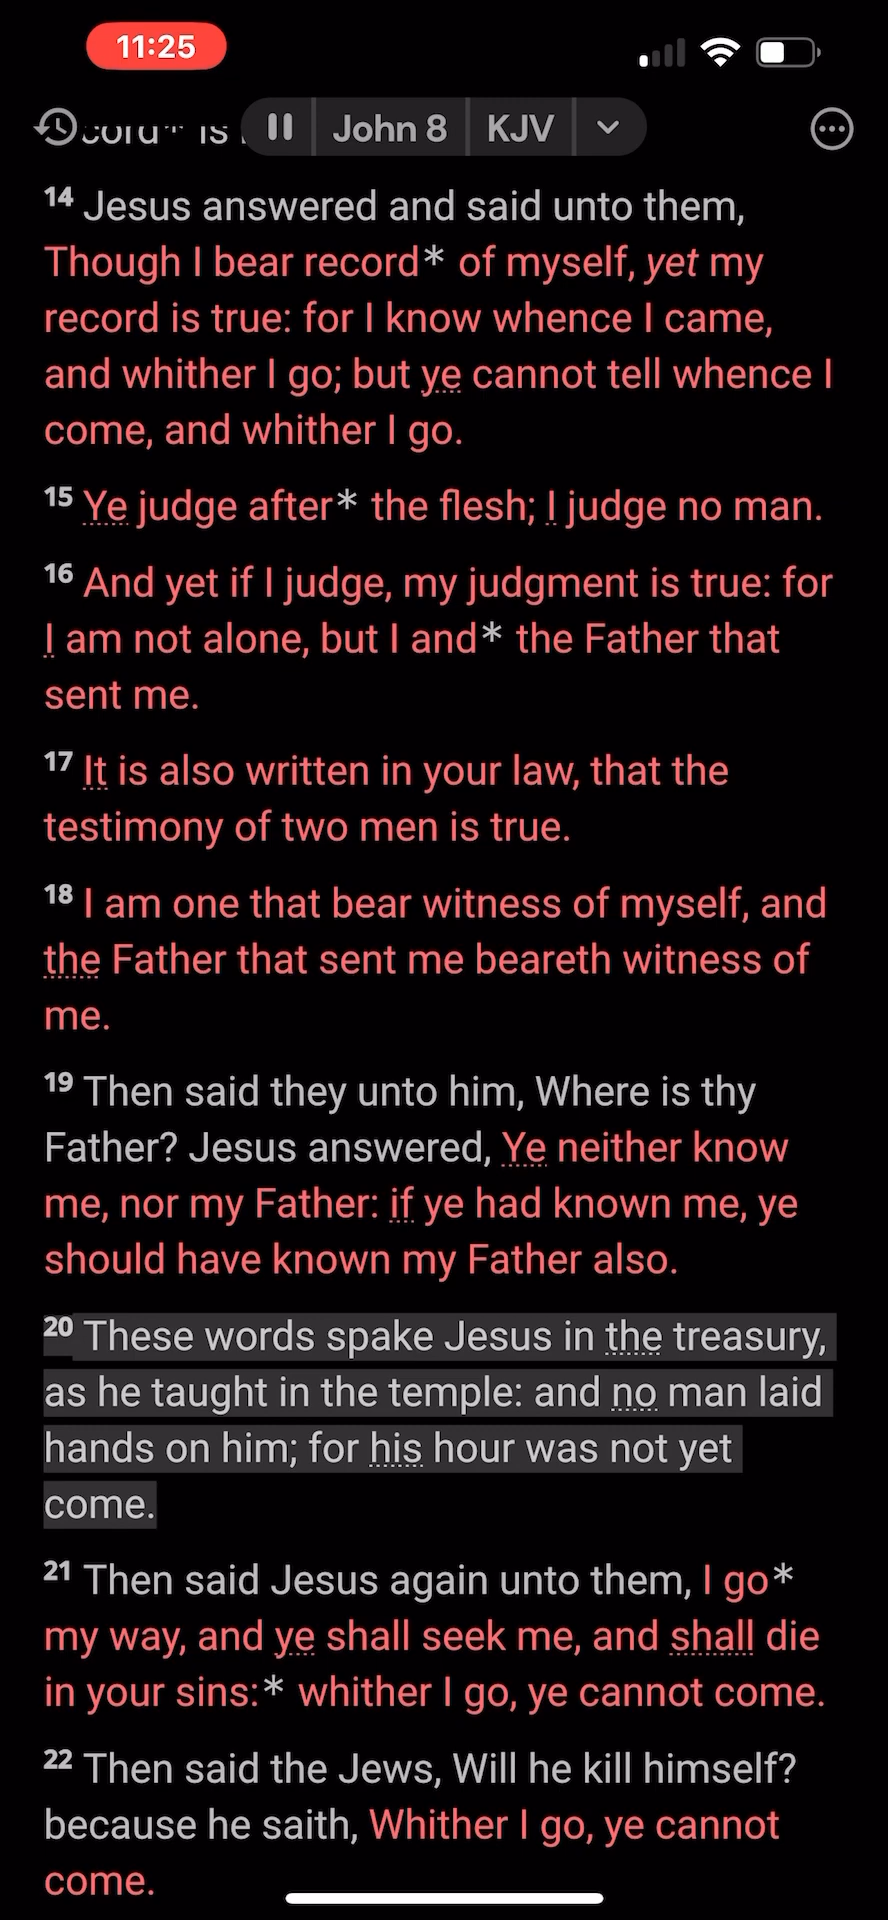 11:25
is
John 8 KJV
14 Jesus answered and said unto them,
Though I bear record* of myself, yet my
record is true: for I know whence I came,
and whither I go; but ye cannot tell whence I
come, and whither I go.
15 Ye judge after* the flesh; I judge no man.
16 And yet if I judge, my judgment is true: for
I am not alone, but I and* the Father that
sent me.
17 It is also written in your law, that the
testimony of two men is true.
18 I am one that bear witness of myself, and
the Father that sent me beareth witness of
me.
19 Then said they unto him, Where is thy
Father? Jesus answered, Ye neither know
me, nor my Father: if ye had known me, ye
should have known my Father also.
20 These words spake Jesus in the treasury,
as he taught in the temple: and no man laid
hands on him; for his hour was not yet
come.
21 Then said Jesus again unto them, I go*
my way, and ye shall seek me, and shall die
in your sins:* whither I go, ye cannot come.
22 Then said the Jews, Will he kill himself?
because he saith, Whither I go, ye cannot
come.